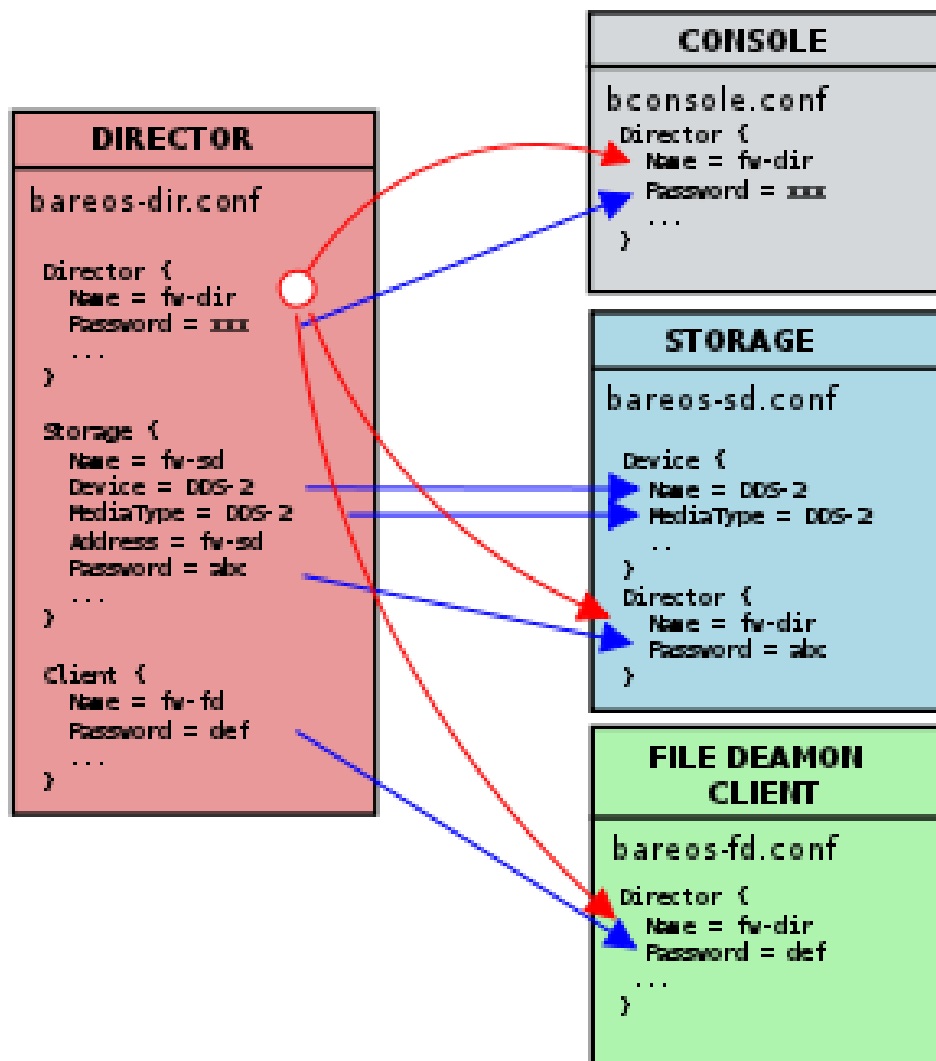 DIRECTOR
bareos-dir.conf
Director {
Name = fw-dir
Password = xxx
...
}
Storage {
Name = fw-sd
Device = DDS-2
MediaType = DDS-2
Address = fw-sd
Password = abc
...
}
Client {
Name = fw-fd
Password = def
...
}
CONSOLE
bconsole.conf
Director {
Name = fw-dir
Password = xxx
...
}
STORAGE
bareos-sd.conf
Device {
Name = DDS-2
MediaType = DDS-2
..
}
Director {
Name = fw-dir
Password = abc
}
FILE DEAMON
CLIENT
bareos-fd.conf
Director {
Name = fw-dir
Password = def
...
}